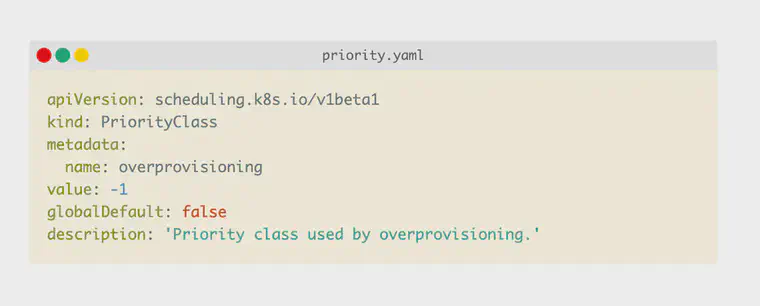 priority.yaml
apiVersion: scheduling.k8s.io/v1beta1
kind: PriorityClass
metadata:
  name: overprovisioning
value: -1
globalDefault: false
description: 'Priority class used by overprovisioning.'